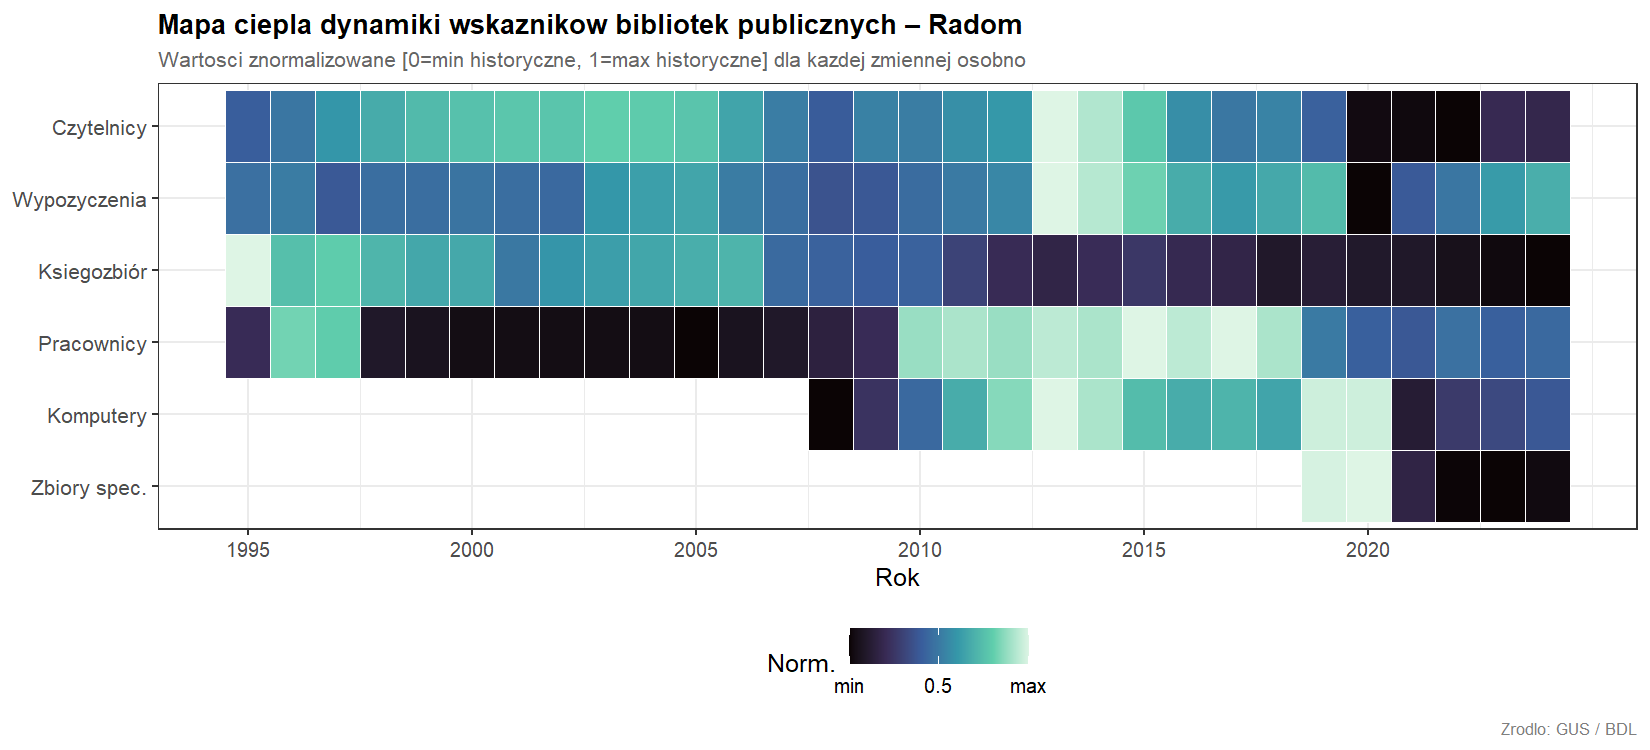 Mapa ciepla dynamiki wskaznikow bibliotek publicznych – Radom
Wartosci znormalizowane [0=min historyczne, 1=max historyczne] dla kazdej zmiennej osobno
Czytelnicy
Wypozyczenia
Ksiegozbiór
Pracownicy
Komputery
Zbiory spec.
1995 2000 2005 2010 2015 2020
Rok
Norm.
min 0.5 max
Zrodlo: GUS / BDL